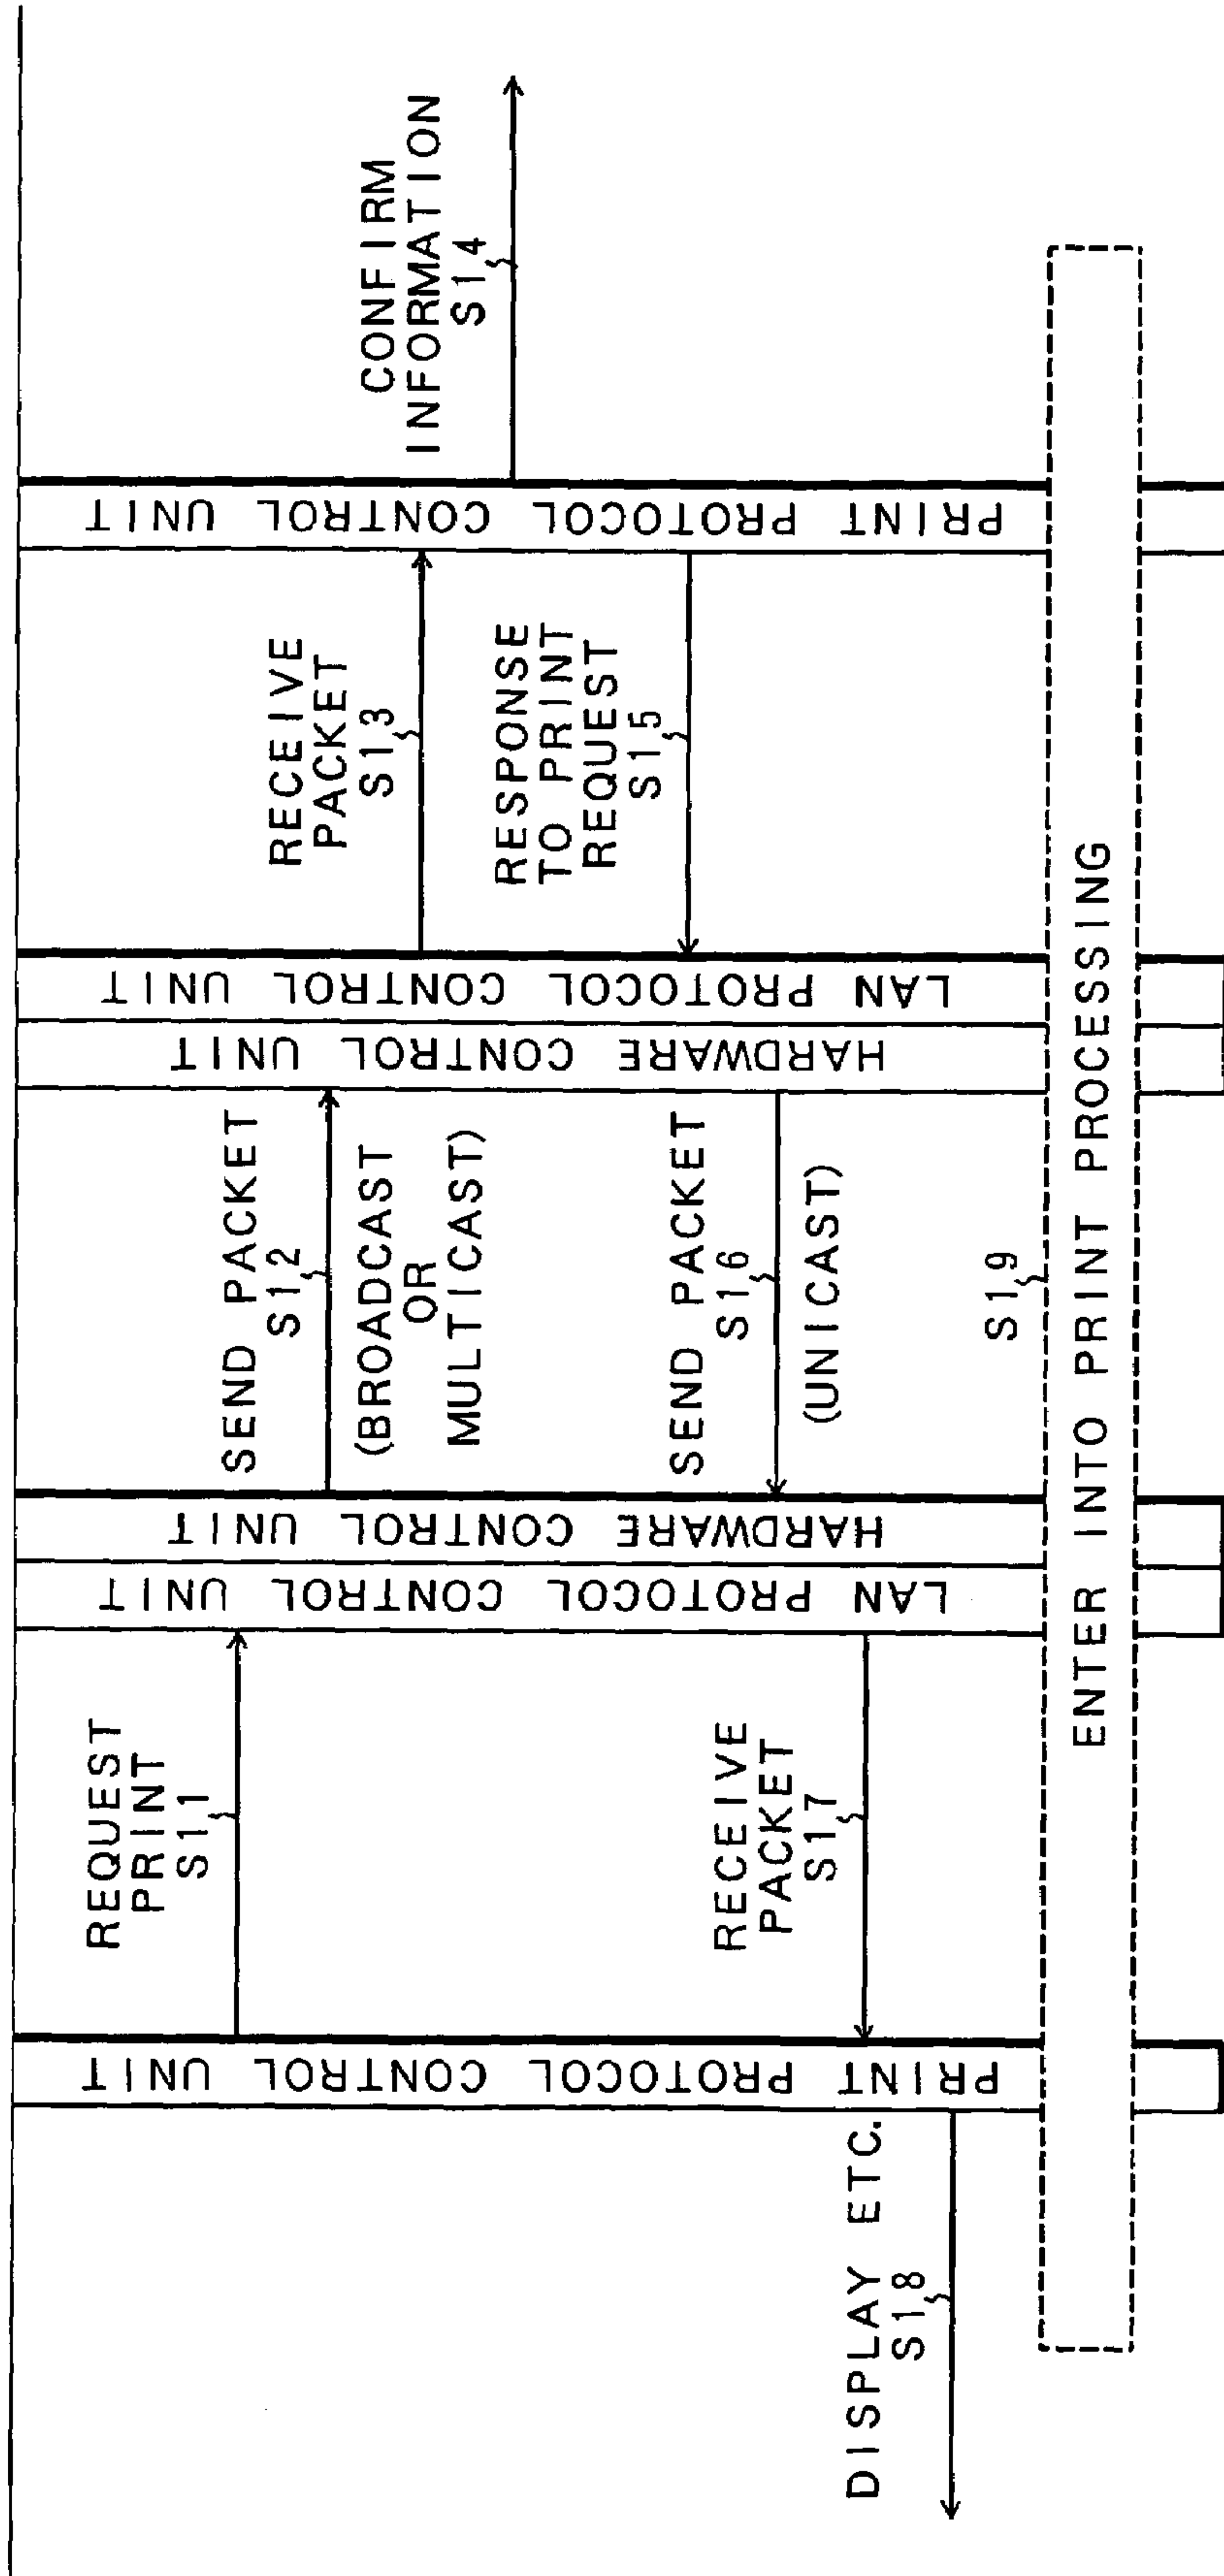 PRINT PROTOCOL CONTROL UNIT
LAN PROTOCOL CONTROL UNIT
HARDWARE CONTROL UNIT
HARDWARE CONTROL UNIT
LAN PROTOCOL CONTROL UNIT
PRINT PROTOCOL CONTROL UNIT
REQUEST
PRINT
S11
SEND PACKET
S12
(BROADCAST
OR
MULTICAST)
RECEIVE
PACKET
S13
CONFIRM
INFORMATION
S14
RESPONSE
TO PRINT
REQUEST
S15
SEND PACKET
S16
(UNICAST)
RECEIVE
PACKET
S17
DISPLAY ETC.
S18
S19
ENTER INTO PRINT PROCESSING